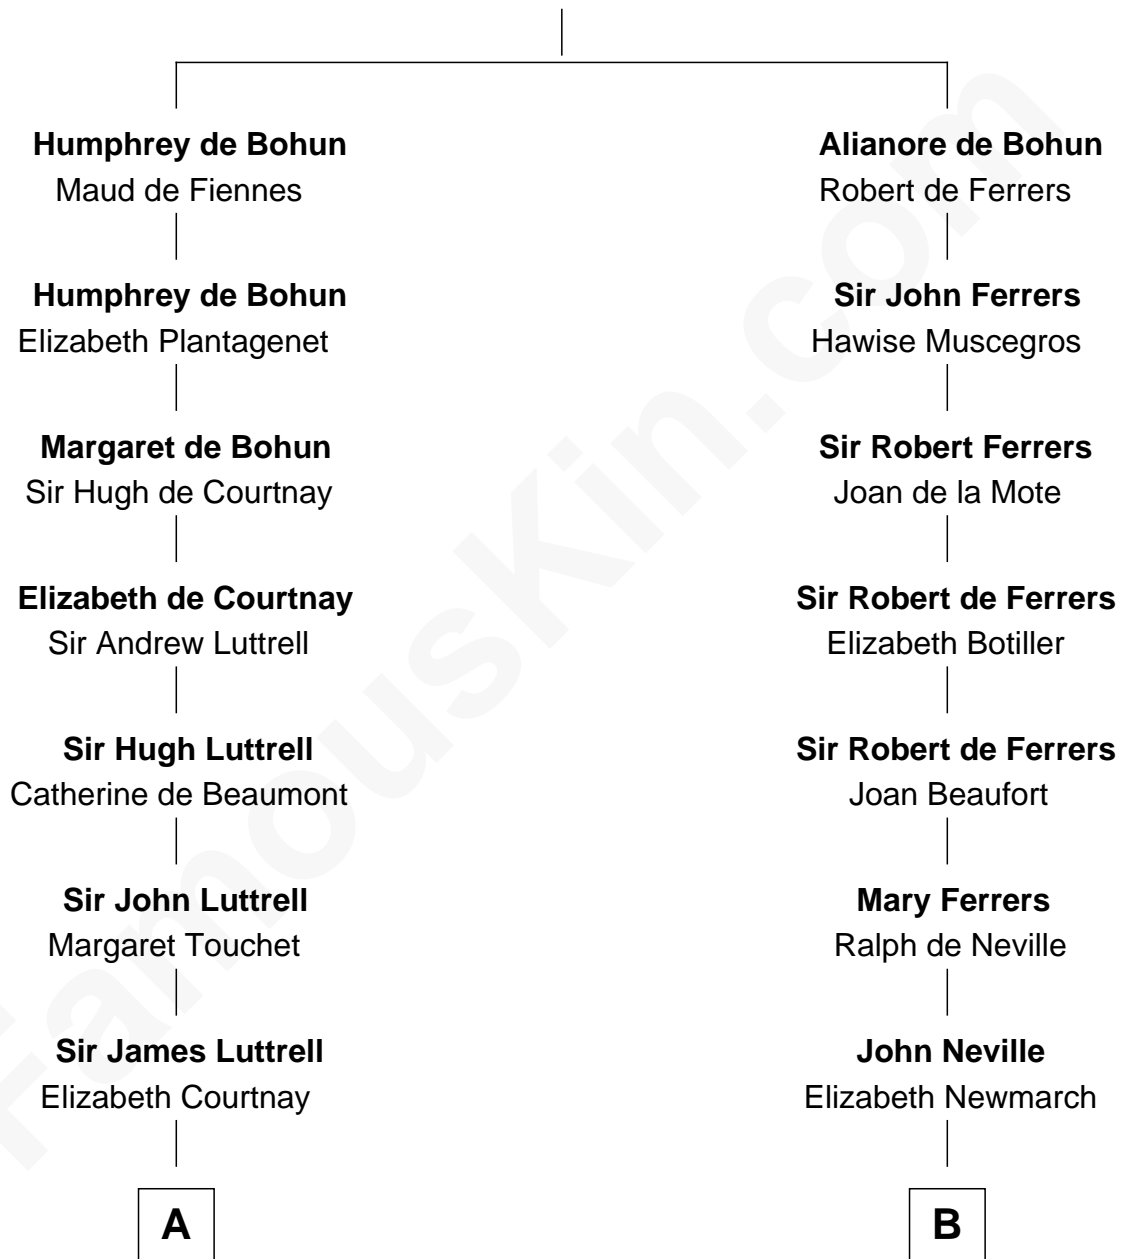 Humphrey de Bohun
Maud de Fiennes
Humphrey de Bohun
Elizabeth Plantagenet
Margaret de Bohun
Sir Hugh de Courtnay
Elizabeth de Courtnay
Sir Andrew Luttrell
Sir Hugh Luttrell
Catherine de Beaumont
Sir John Luttrell
Margaret Touchet
Sir James Luttrell
Elizabeth Courtnay
A
Alianore de Bohun
Robert de Ferrers
Sir John Ferrers
Hawise Muscegros
Sir Robert Ferrers
Joan de la Mote
Sir Robert de Ferrers
Elizabeth Botiller
Sir Robert de Ferrers
Joan Beaufort
Mary Ferrers
Ralph de Neville
John Neville
Elizabeth Newmarch
B
FamousKin.com